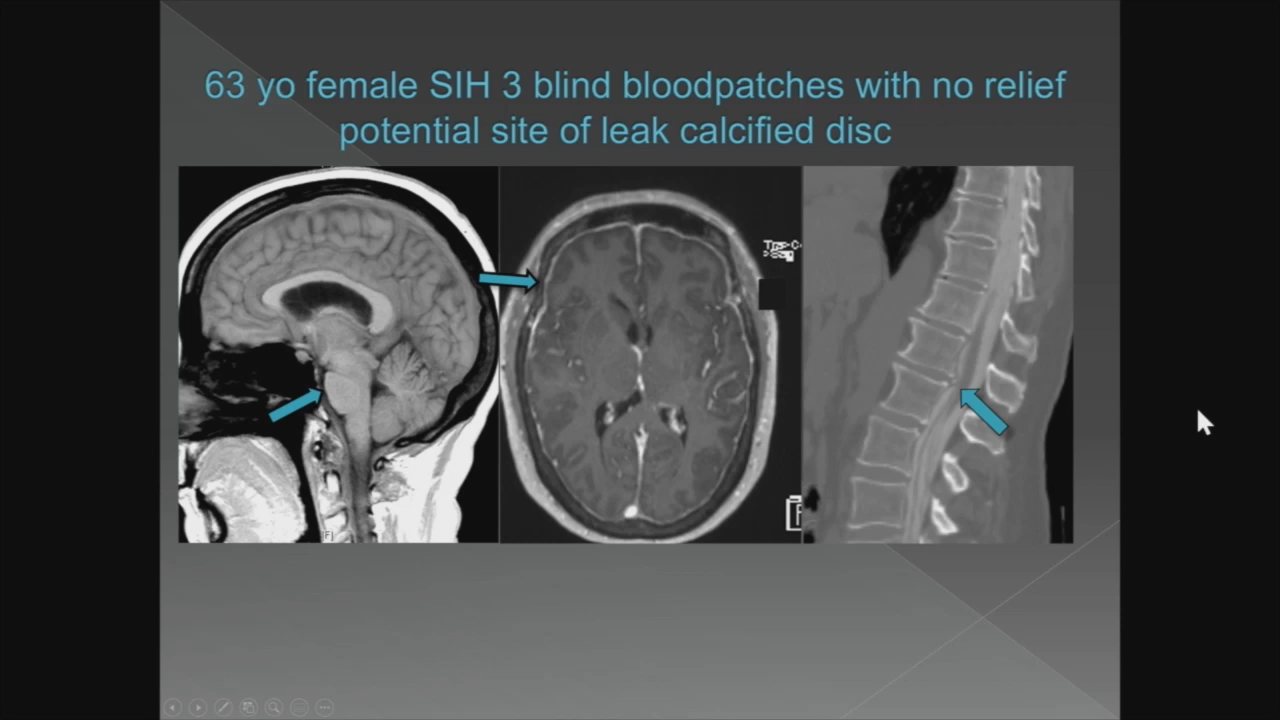 63 yo female SIH 3 blind bloodpatches with no relief
potential site of leak calcified disc
[F]